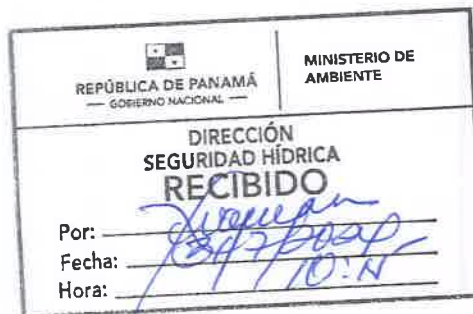 REPÚBLICA DE PANAMÁ
— GOBIERNO NACIONAL —
MINISTERIO DE
AMBIENTE
DIRECCIÓN
SEGURIDAD HÍDRICA
RECIBIDO
Por:
Fecha:
Hora: